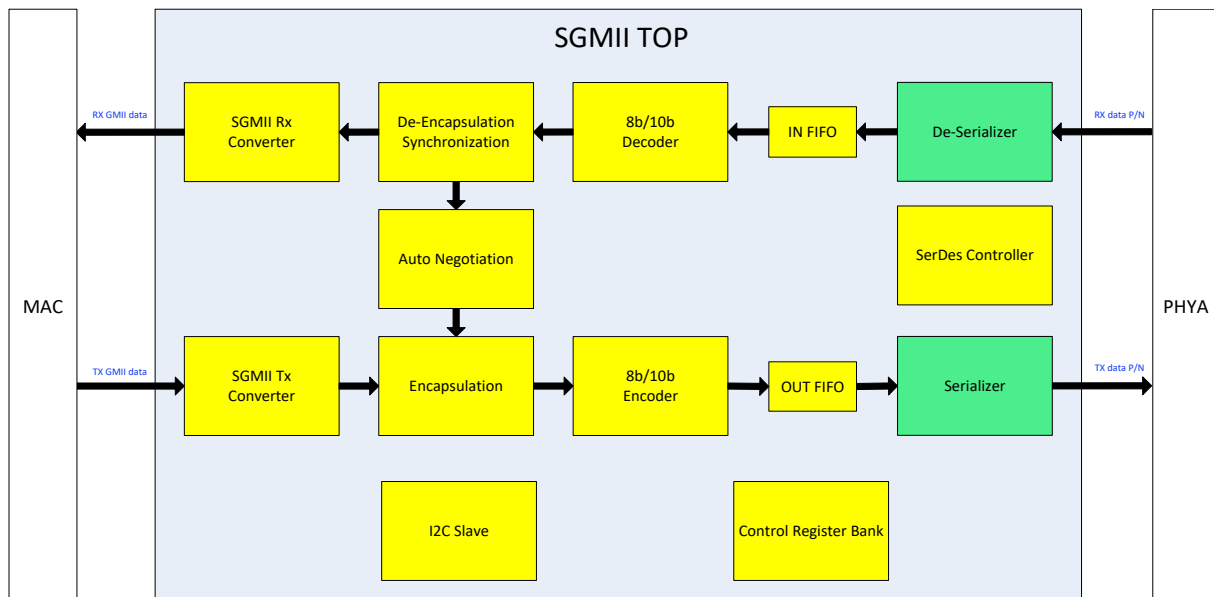 SGMII TOP
RX GMII data
SGMII Rx
Converter
De-Encapsulation
Synchronization
8b/10b
Decoder
IN FIFO
De-Serializer
RX data P/N
Auto Negotiation
SerDes Controller
MAC
PHYA
TX GMII data
SGMII Tx
Converter
Encapsulation
8b/10b
Encoder
OUT FIFO
Serializer
TX data P/N
I2C Slave
Control Register Bank